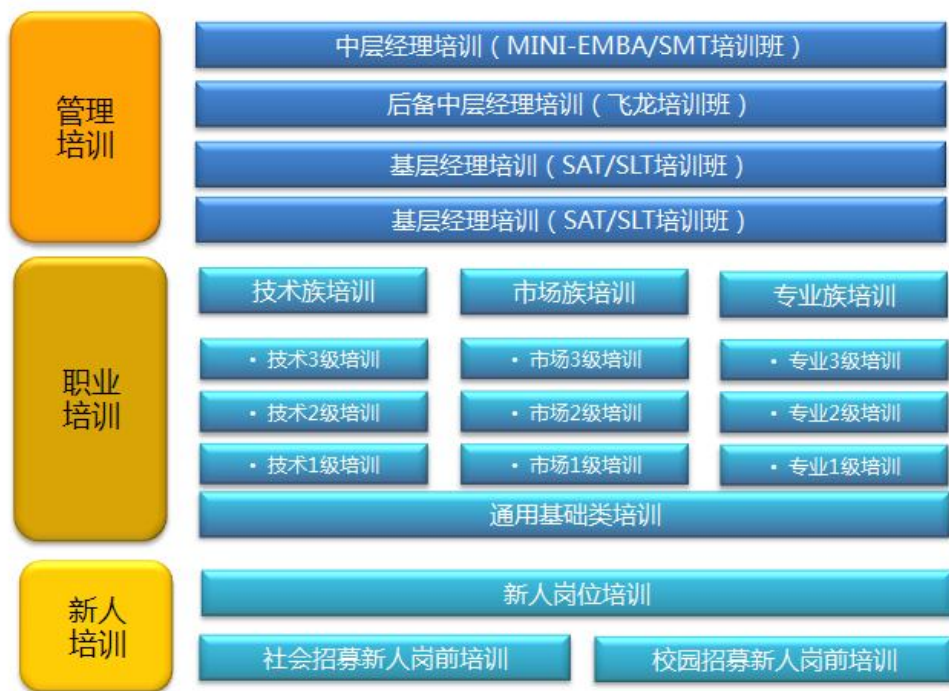 管理
培训
中层经理培训（MINI-EMBA/SMT培训班）
后备中层经理培训（飞龙培训班）
基层经理培训（SAT/SLT培训班）
基层经理培训（SAT/SLT培训班）
职业
培训
技术族培训 市场族培训 专业族培训
• 技术3级培训 • 市场3级培训 • 专业3级培训
• 技术2级培训 • 市场2级培训 • 专业2级培训
• 技术1级培训 • 市场1级培训 • 专业1级培训
通用基础类培训
新人
培训
新人岗位培训
社会招募新人岗前培训 校园招募新人岗前培训